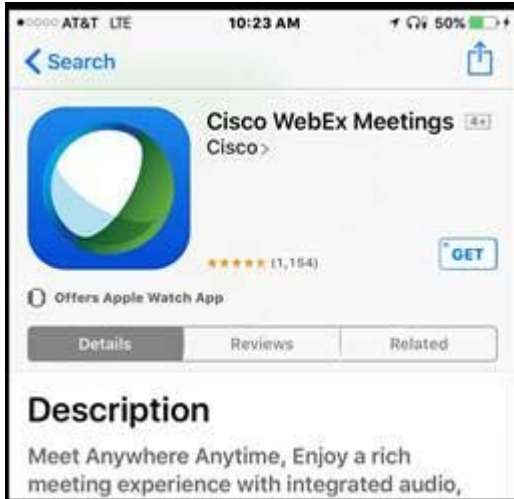 AT&T LTE 10:23 AM 50%
Search
Cisco WebEx Meetings 4+
Cisco >
(1,154)
GET
Offers Apple Watch App
Details Reviews Related
Description
Meet Anywhere Anytime, Enjoy a rich
meeting experience with integrated audio,